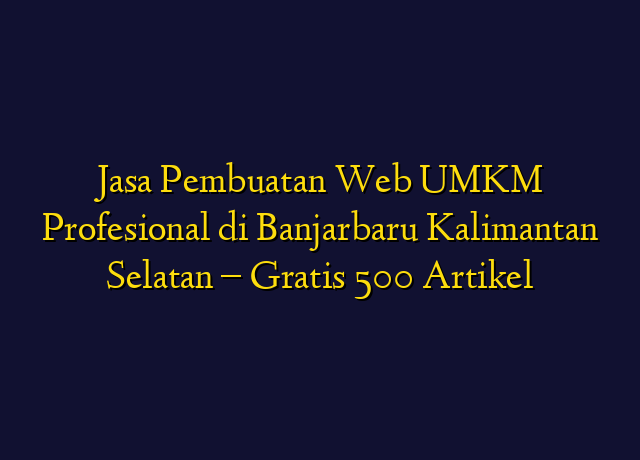 Jasa Pembuatan Web UMKM
Profesional di Banjarbaru Kalimantan
Selatan – Gratis 500 Artikel